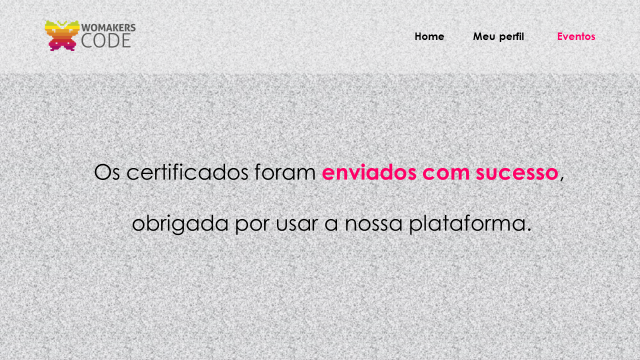 WOMAKERS
CODE
Home Meu perfil Eventos
Os certificados foram enviados com sucesso,
obrigada por usar a nossa plataforma.